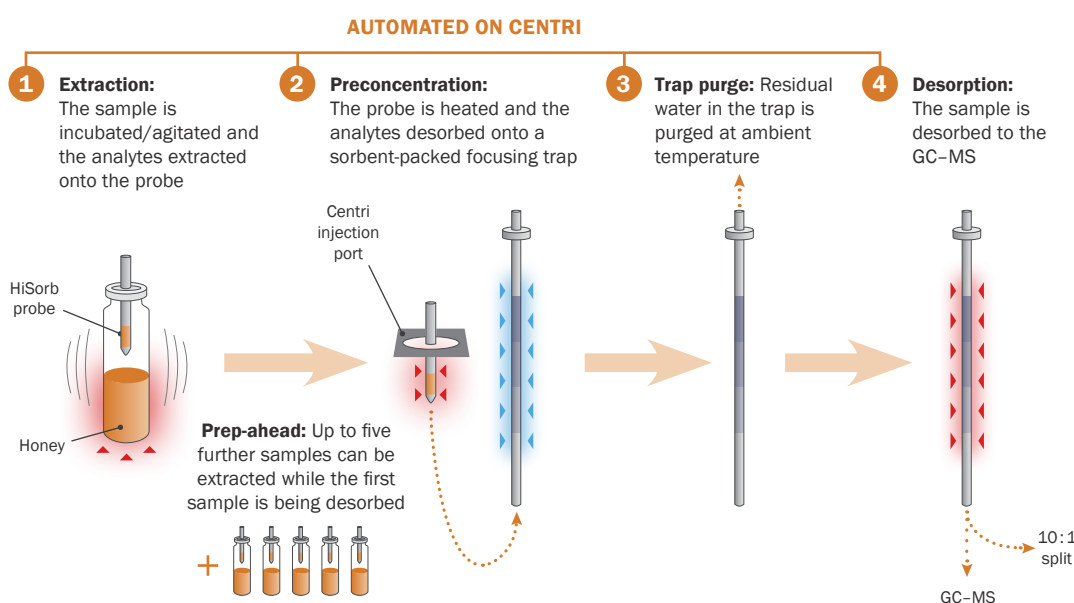 AUTOMATED ON CENTRI
1
Extraction:
The sample is
incubated/agitated and
the analytes extracted
onto the probe
2
Preconcentration:
The probe is heated and the
analytes desorbed onto a
sorbent-packed focusing trap
3
Trap purge: Residual
water in the trap is
purged at ambient
temperature
4
Desorption:
The sample is
desorbed to the
GC–MS
HiSorb
probe
Honey
Centri
injection
port
Prep-ahead: Up to five
further samples can be
extracted while the first
sample is being desorbed
+
10:1
split
GC–MS